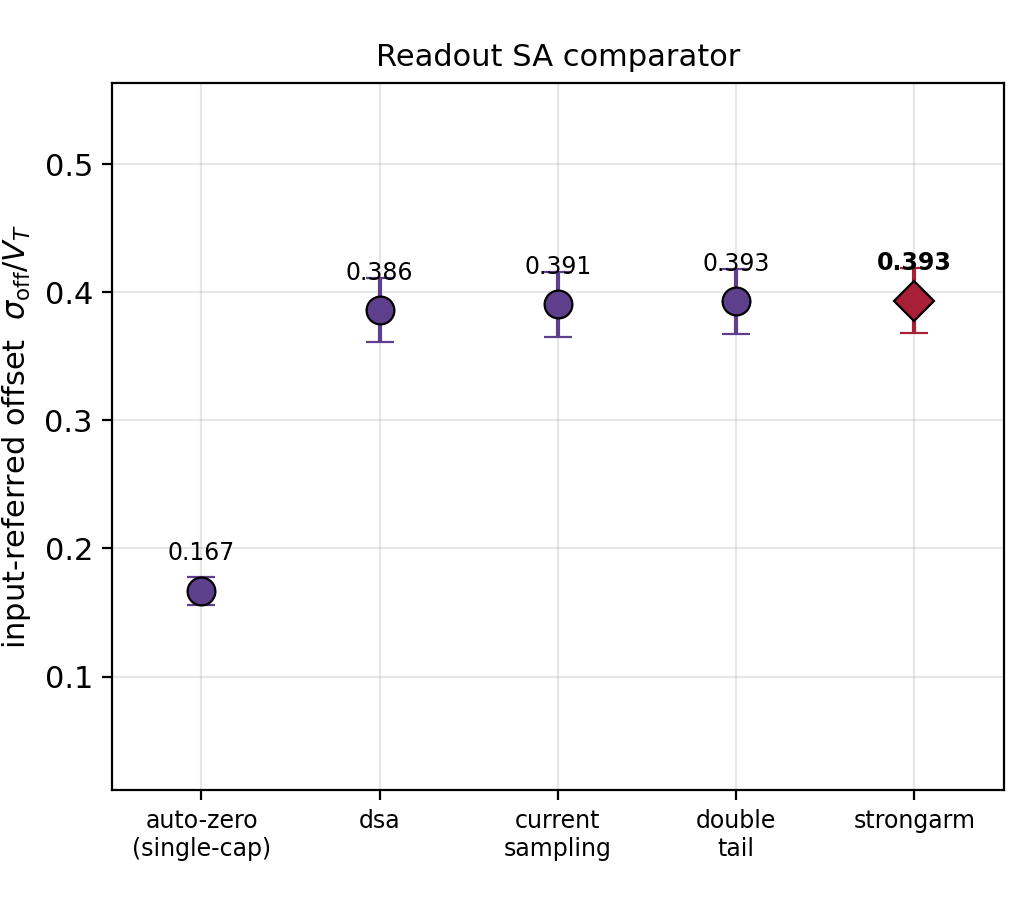 Readout SA comparator
input-referred offset σoff/VT
0.5
0.4
0.3
0.2
0.1
0.167
0.386
0.391
0.393
0.393
auto-zero
(single-cap)
dsa
current
sampling
double
tail
strongarm